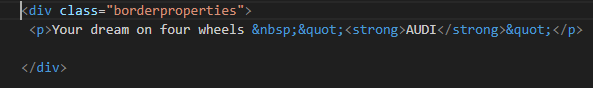 <div class="borderproperties">
<p>Your dream on four wheels &nbsp;&quot;<strong>AUDI</strong>&quot;</p>
</div>